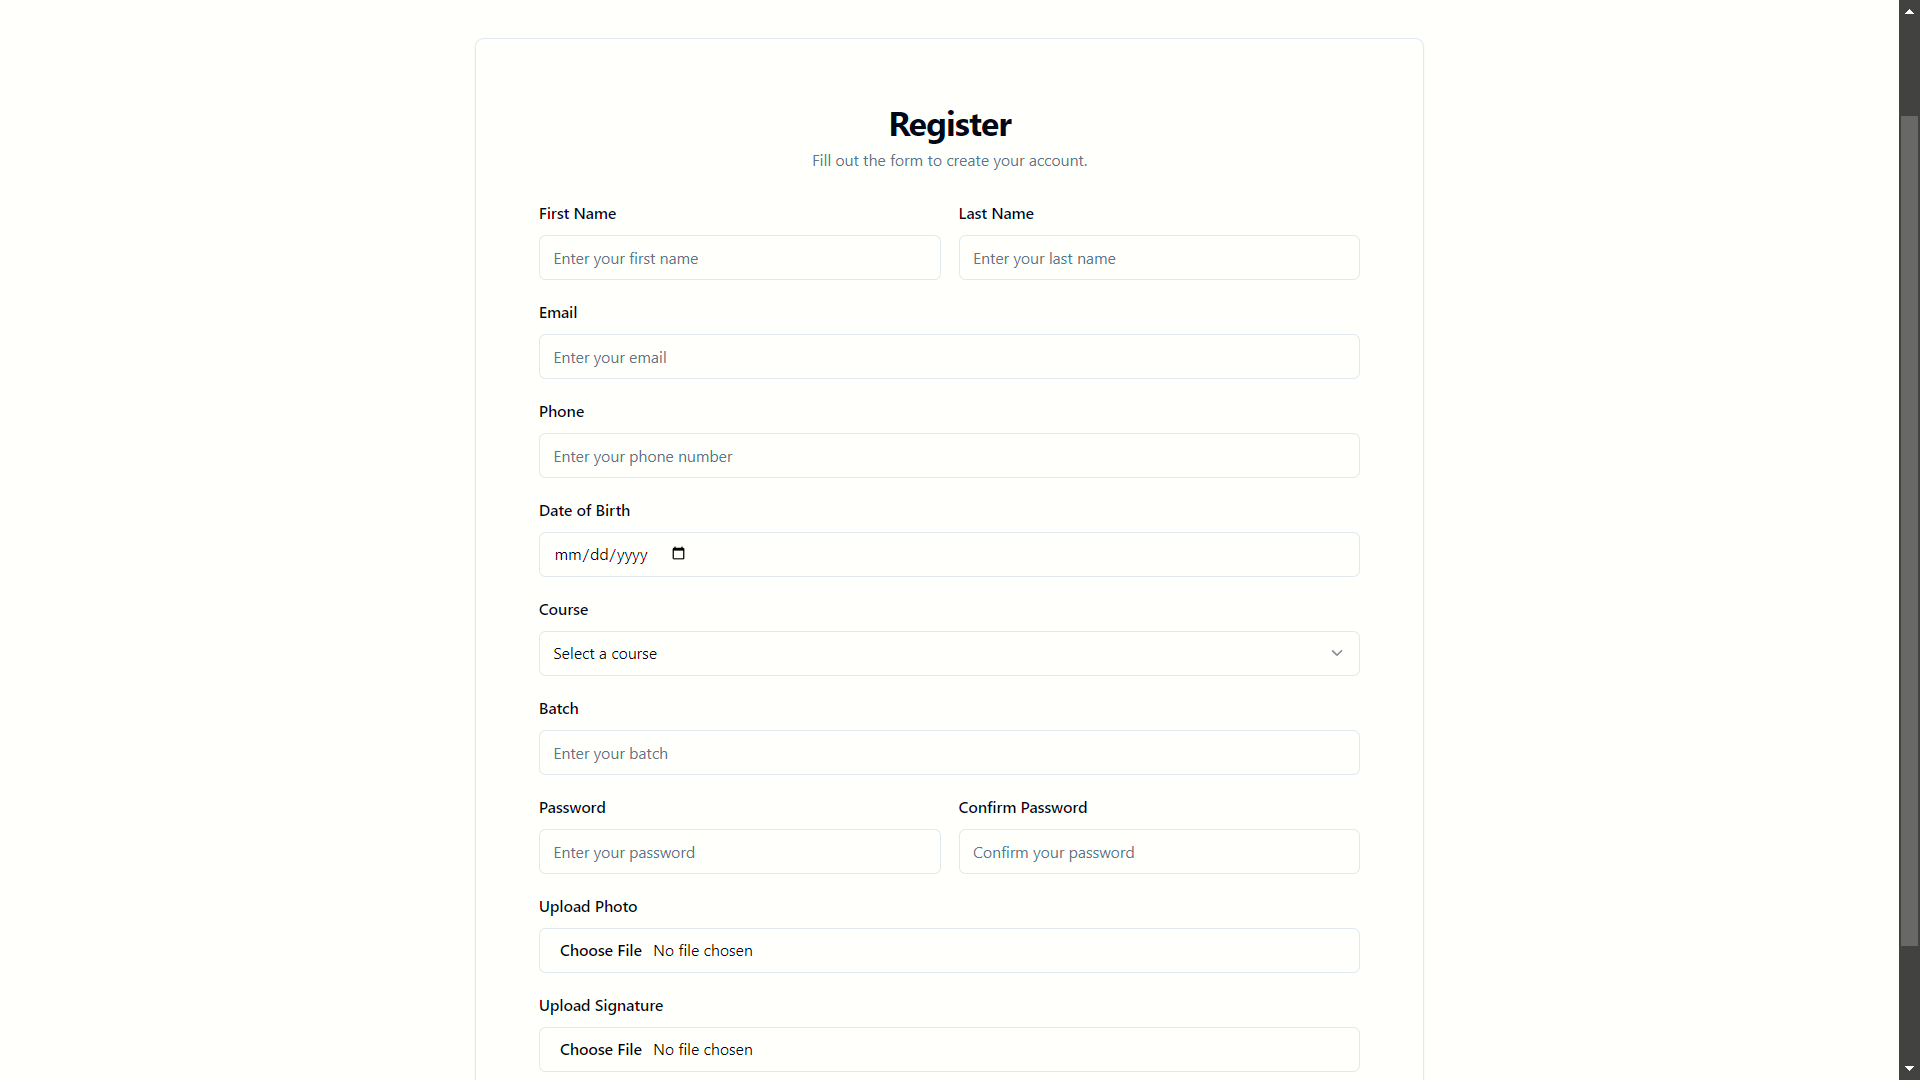 Register
Fill out the form to create your account.
First Name
Last Name
Enter your first name
Enter your last name
Email
Enter your email
Phone
Enter your phone number
Date of Birth
mm/dd/yyyy
Course
Select a course
Batch
Enter your batch
Password
Confirm Password
Enter your password
Confirm your password
Upload Photo
Choose File No file chosen
Upload Signature
Choose File No file chosen